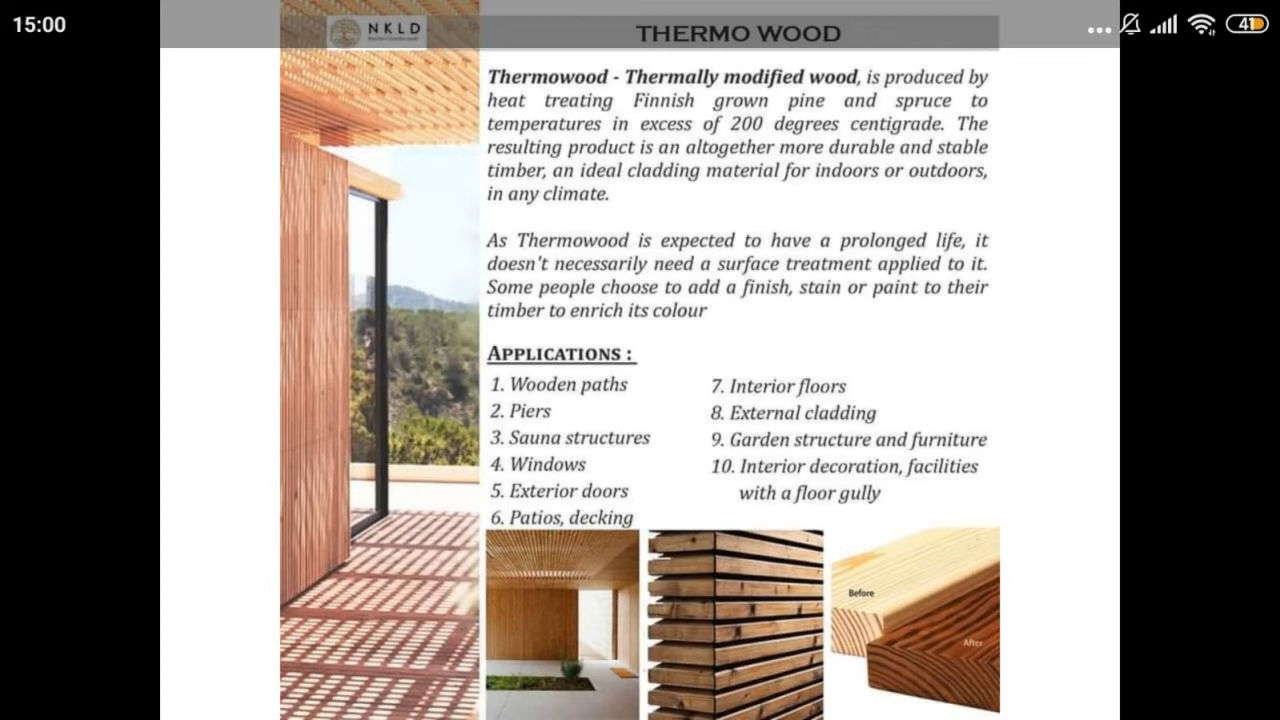 15:00
41
NKLD
THERMO WOOD
Thermowood - Thermally modified wood, is produced by
heat treating Finnish grown pine and spruce to
temperatures in excess of 200 degrees centigrade. The
resulting product is an altogether more durable and stable
timber, an ideal cladding material for indoors or outdoors,
in any climate.
As Thermowood is expected to have a prolonged life, it
doesn't necessarily need a surface treatment applied to it.
Some people choose to add a finish, stain or paint to their
timber to enrich its colour
APPLICATIONS :
1. Wooden paths
2. Piers
3. Sauna structures
4. Windows
5. Exterior doors
6. Patios, decking
7. Interior floors
8. External cladding
9. Garden structure and furniture
10. Interior decoration, facilities
with a floor gully
Before
After